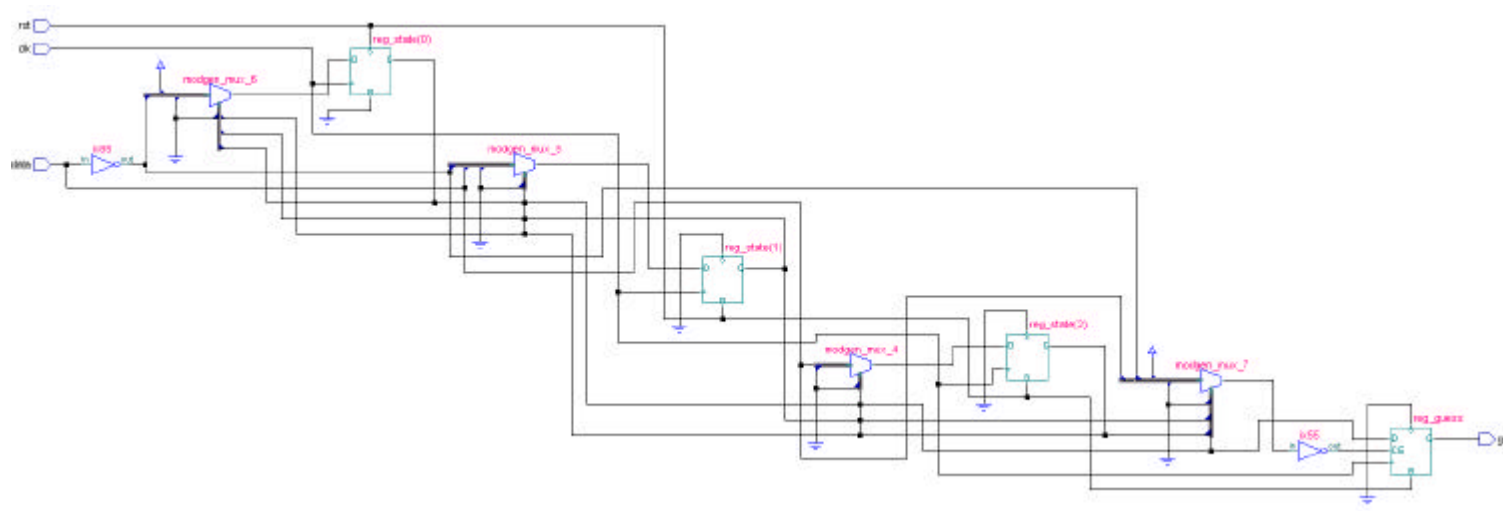 rst
clk
reg_state(0)
modgen_mux_6
data
in
ix99
out
modgen_mux_5
reg_state(1)
reg_state(2)
modgen_mux_4
modgen_mux_7
reg_guess
in
ix55
out
CE